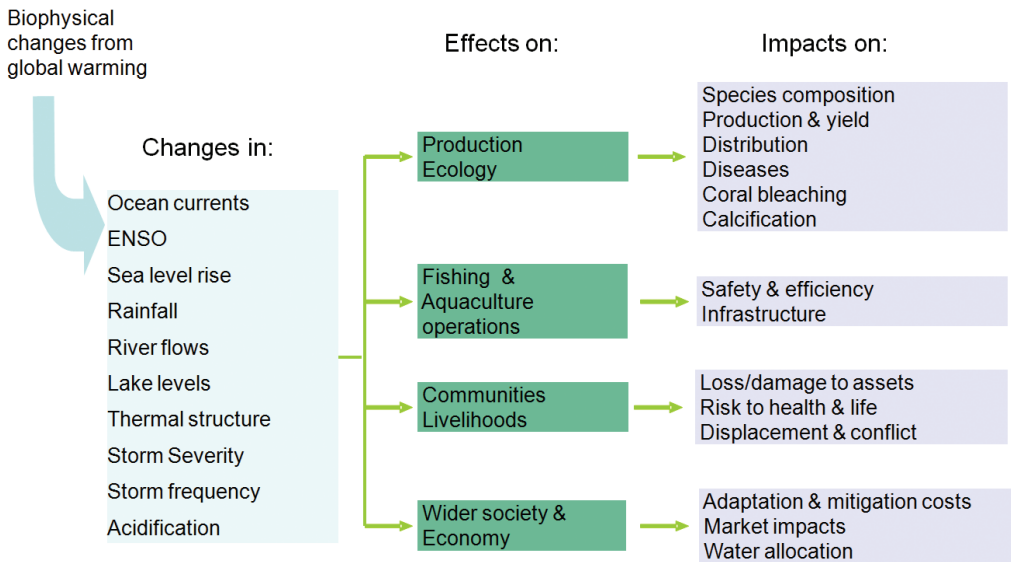 Biophysical
changes from
global warming
Effects on:
Impacts on:
Changes in:
Ocean currents
ENSO
Sea level rise
Rainfall
River flows
Lake levels
Thermal structure
Storm Severity
Storm frequency
Acidification
Production
Ecology
Species composition
Production & yield
Distribution
Diseases
Coral bleaching
Calcification
Fishing &
Aquaculture
operations
Safety & efficiency
Infrastructure
Communities
Livelihoods
Loss/damage to assets
Risk to health & life
Displacement & conflict
Wider society &
Economy
Adaptation & mitigation costs
Market impacts
Water allocation